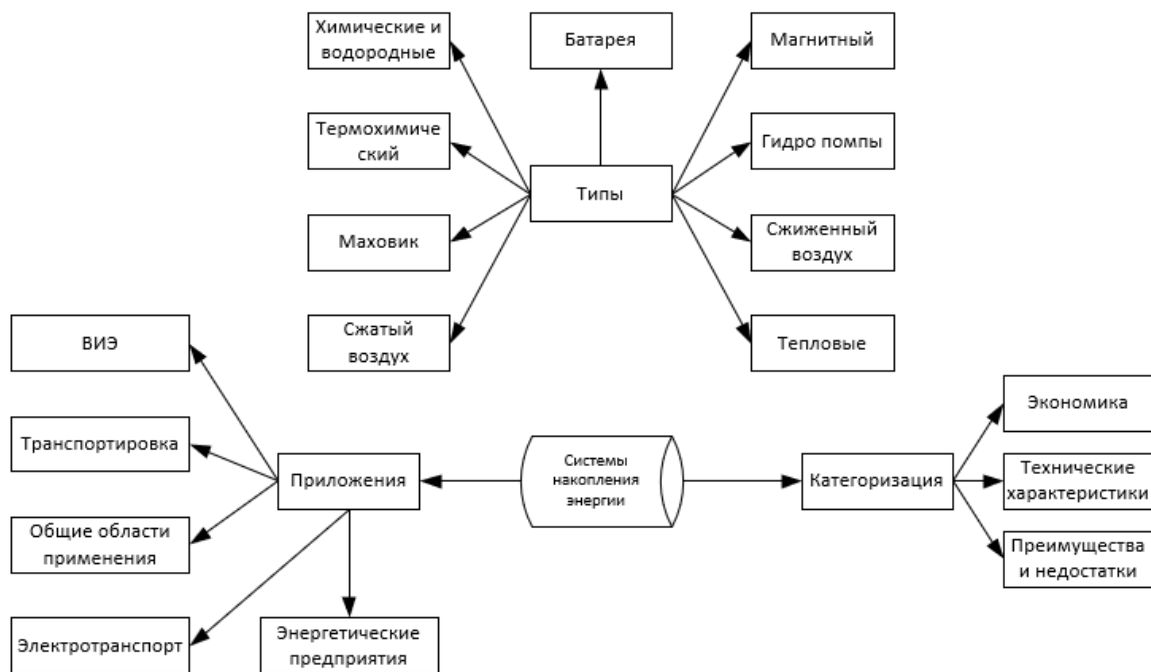 Химические и
водородные
Батарея
Магнитный
Термохимиче
ский
Гидро помпы
Типы
Маховик
Сжиженный
воздух
Сжатый
воздух
Тепловые
ВИЭ
Экономика
Транспортировка
Приложения
Системы
накопления
энергии
Категоризация
Технические
характеристики
Общие области
применения
Преимущества
и недостатки
Электротранспорт
Энергетические
предприятия